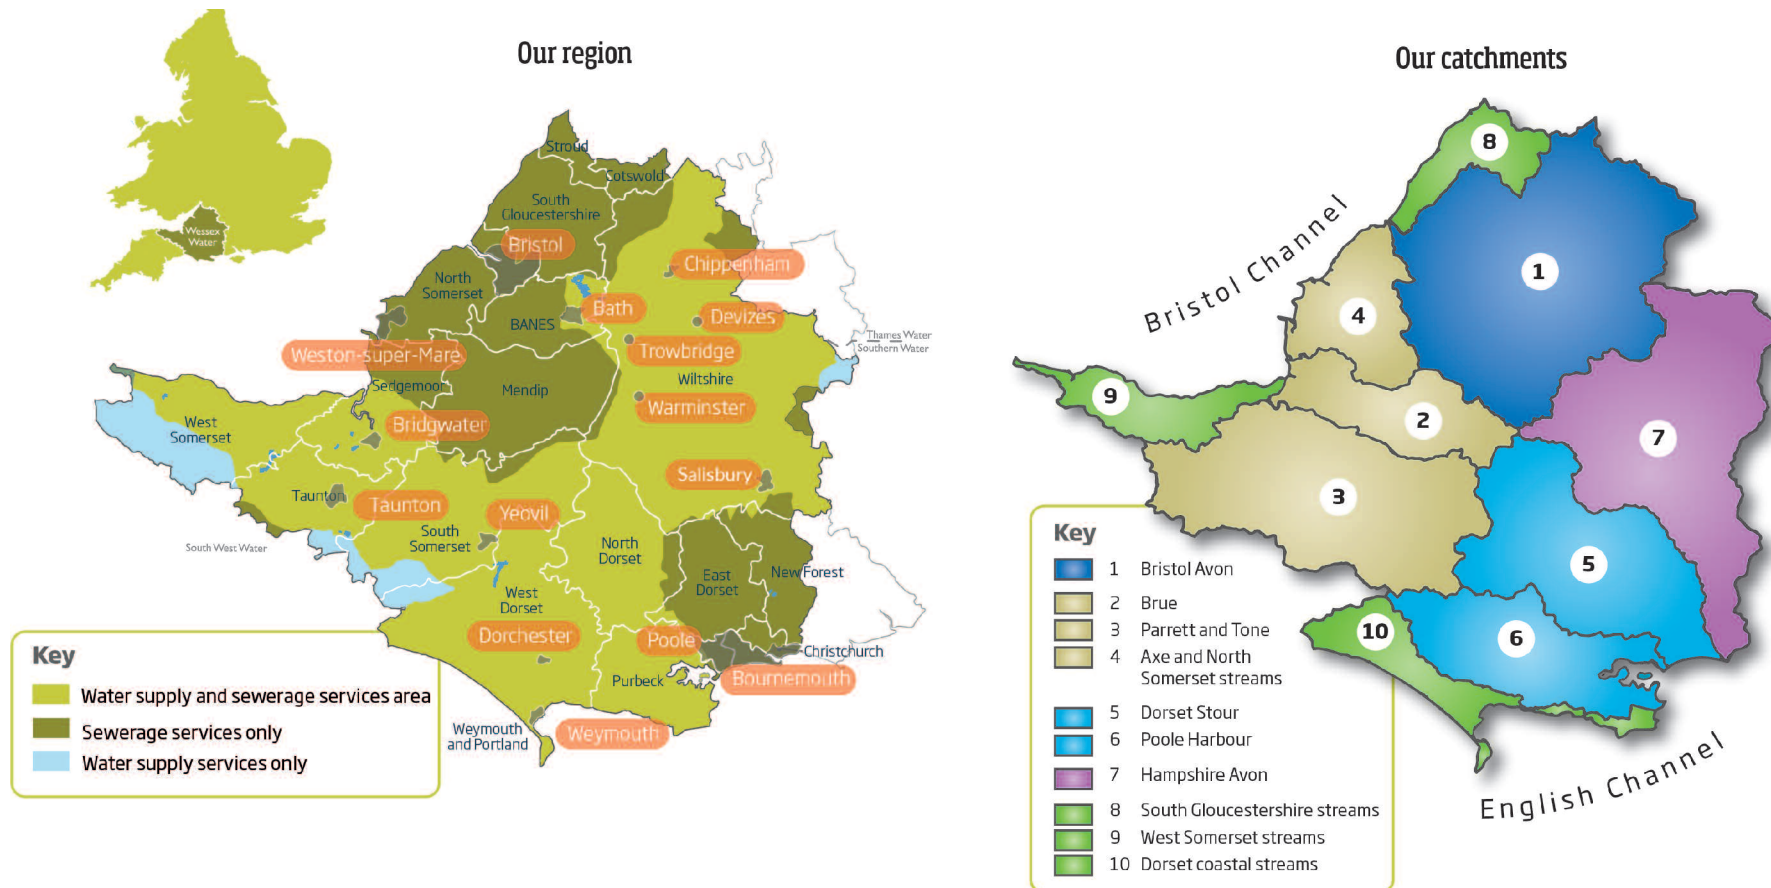 Our region
Wessex
Water
Stroud
Cotswold
South
Gloucestershire
Bristol
Chippenham
North
Somerset
Bath
BANES
Devizes
Thames Water
Southern Water
Weston-super-Mare
Trowbridge
Sedgemoor
Mendip
Wiltshire
Warminster
West
Somerset
Bridgwater
Salisbury
Taunton
Taunton
Yeovil
South
Somerset
South West Water
North
Dorset
East
Dorset
New Forest
West
Dorset
Dorchester
Poole
Christchurch
Purbeck
Bournemouth
Weymouth
and Portland
Weymouth
Key
Water supply and sewerage services area
Sewerage services only
Water supply services only
Our catchments
Bristol Channel
8
1
4
9
2
7
3
5
10
6
English Channel
Key
1 Bristol Avon
2 Brue
3 Parrett and Tone
4 Axe and North
Somerset streams
5 Dorset Stour
6 Poole Harbour
7 Hampshire Avon
8 South Gloucestershire streams
9 West Somerset streams
10 Dorset coastal streams